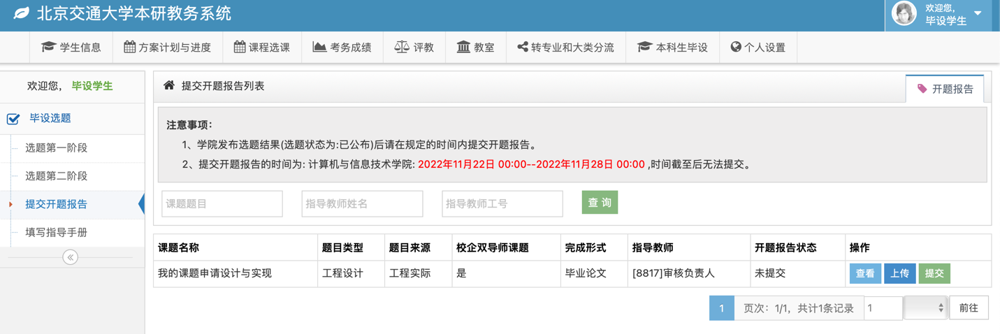 北京交通大学本研教务系统
欢迎您,
毕设学生
学生信息 方案计划与进度 课程选课 考务成绩 评教 教室 转专业和大类分流 本科生毕设 个人设置
欢迎您, 毕设学生
毕设选题
选题第一阶段
选题第二阶段
提交开题报告
填写指导手册
提交开题报告列表 开题报告
注意事项：
1、学院发布选题结果(选题状态为:已公布)后请在规定的时间内提交开题报告。
2、提交开题报告的时间为: 计算机与信息技术学院: 2022年11月22日 00:00--2022年11月28日 00:00 ,时间截至后无法提交。
课题题目 指导教师姓名 指导教师工号 查 询
课题名称 题目类型 题目来源 校企双导师课题 完成形式 指导教师 开题报告状态 操作
我的课题申请设计与实现 工程设计 工程实际 是 毕业论文 [8817]审核负责人 未提交 查看 上传 提交
1 页次：1/1，共计1条记录 1 前往